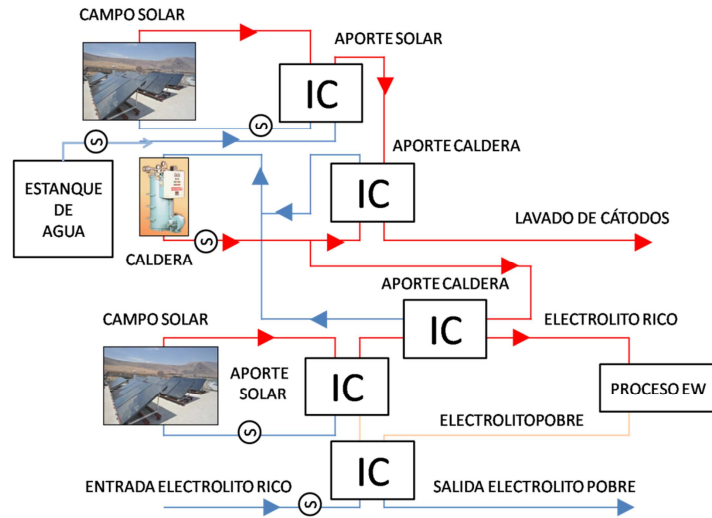 CAMPO SOLAR
IC
APORTE SOLAR
S
S
ESTANQUE
DE
AGUA
CALDERA
S
IC
APORTE CALDERA
LAVADO DE CÁTODOS
APORTE CALDERA
IC
ELECTROLITO RICO
CAMPO SOLAR
APORTE
SOLAR
IC
S
PROCESO EW
ELECTROLITOPOBRE
IC
ENTRADA ELECTROLITO RICO
S
SALIDA ELECTROLITO POBRE